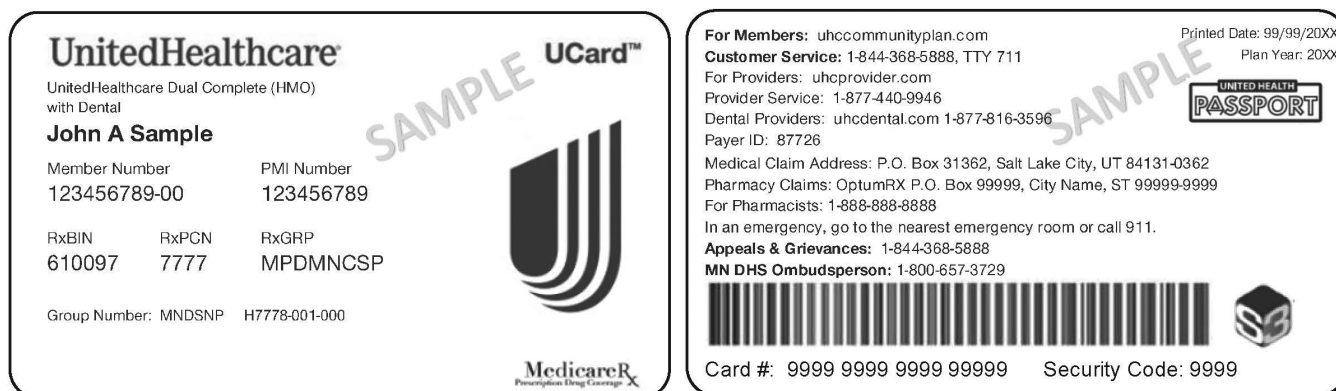 UnitedHealthcare®
UCard™
UnitedHealthcare Dual Complete (HMO)
with Dental
John A Sample
SAMPLE
Member Number PMI Number
123456789-00 123456789
RxBIN RxPCN RxGRP
610097 7777 MPDMNCSP
Group Number: MNDSNP H7778-001-000
MedicareRx
Prescription Drug Coverage
For Members: uhccommunityplan.com
Printed Date: 99/99/20XX
Customer Service: 1-844-368-5888, TTY 711
Plan Year: 20XX
For Providers: uhcprovider.com
UNITED HEALTH
PASSPORT
Provider Service: 1-877-440-9946
SAMPLE
Dental Providers: uhcdental.com 1-877-816-3596
Payer ID: 87726
Medical Claim Address: P.O. Box 31362, Salt Lake City, UT 84131-0362
Pharmacy Claims: OptumRX P.O. Box 99999, City Name, ST 99999-9999
For Pharmacists: 1-888-888-8888
In an emergency, go to the nearest emergency room or call 911.
Appeals & Grievances: 1-844-368-5888
MN DHS Ombudsperson: 1-800-657-3729
S3
Card #: 9999 9999 9999 99999 Security Code: 9999